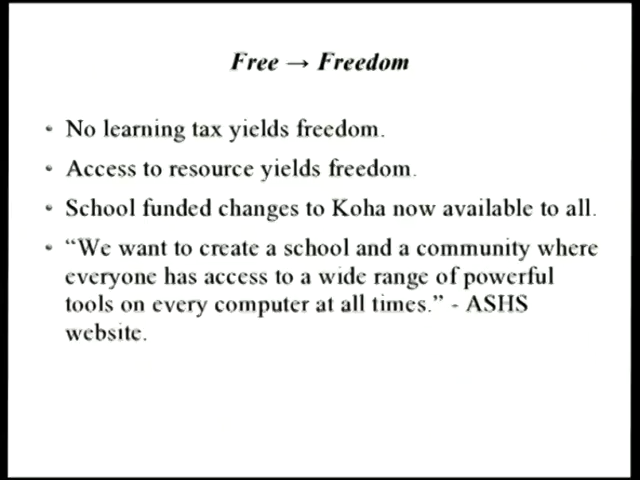 Free → Freedom
• No learning tax yields freedom.
• Access to resource yields freedom.
• School funded changes to Koha now available to all.
• “We want to create a school and a community where
everyone has access to a wide range of powerful
tools on every computer at all times.” - ASHS
website.